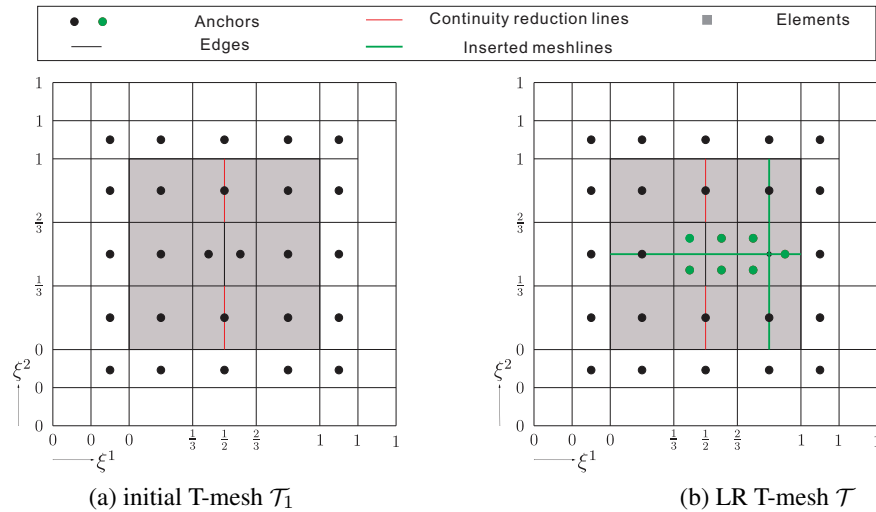 Anchors Continuity reduction lines Elements
Edges Inserted meshlines
1 1
1 1
1 1
2/3 2/3
1/3 1/3
0 0
ξ² 0 ξ² 0
0 0
0 0 0 1/3 1/2 2/3 1 1 1 0 0 0 1/3 1/2 2/3 1 1 1
ξ¹ ξ¹
(a) initial T-mesh 𝒯₁ (b) LR T-mesh 𝒯